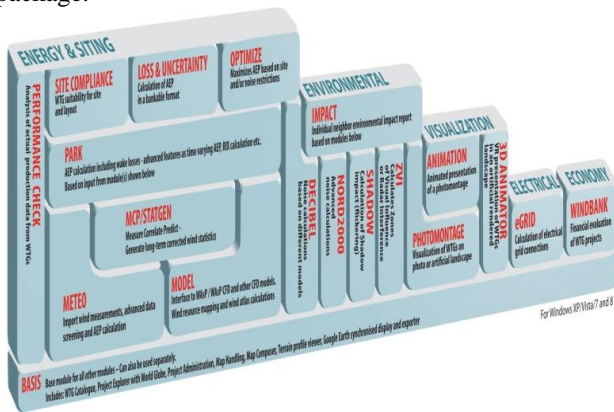 package.
ENERGY & SITING
PERFORMANCE CHECK
Analysis of actual production data from WTGs
SITE COMPLIANCE
WTG suitability for site
and layout
LOSS & UNCERTAINTY
Calculation of AEP
in a bankable format
OPTIMIZE
Maximizes AEP based on site
and/or noise restrictions
PARK
AEP calculation including wake losses - advanced features as time varying AEP, RIX calculation etc.
Based on input from module(s) shown below
MCP/STATGEN
Measure Correlate Predict -
Generate long-term corrected wind statistics
METEO
Import wind measurements, advanced data
screening and AEP calculation
MODEL
Interface to WAsP / WAsP CFD and other CFD models.
Wind resource mapping and wind atlas calculations
ENVIRONMENTAL
IMPACT
Individual neighbor environmental impact report
based on modules below
DECIBEL
Noise calculations
based on different models
NORD2000
Advanced
noise calculations
SHADOW
Calculation of Shadow
impact (flickering)
ZVI
Calculates Zones
of Visual Influence
or Radar Interference
VISUALIZATION
ANIMATION
Animated presentation
of a photomontage
PHOTOMONTAGE
Visualization of WTGs on
photo or artificial landscape
3D ANIMATOR
VR presentation of WTGs
in an artificial rendered
landscape
ELECTRICAL
eGRID
Calculation of electrical
grid connections
ECONOMY
WINDBANK
Financial evaluation
of WTG projects
For Windows XP/Vista/7 and 8
BASIS
Base module for all other modules – Can also be used separately.
Includes: WTG Catalogue, Project Explorer with World Globe, Project Administration, Map Handling, Map Composer, Terrain profile viewer, Google Earth synchronised display and exporter